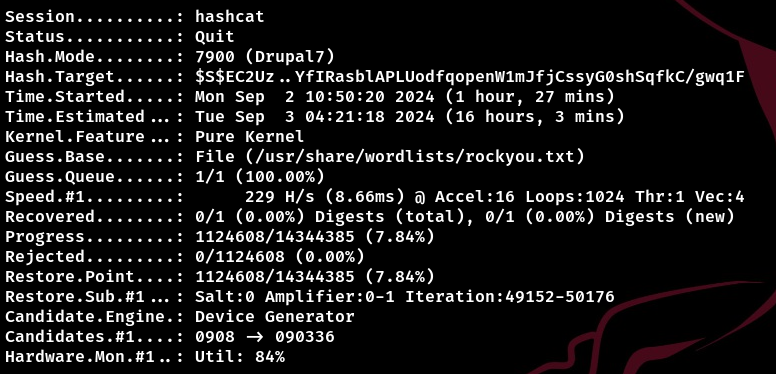 Session..........: hashcat
Status...........: Quit
Hash.Mode........: 7900 (Drupal7)
Hash.Target......: $S$EC2Uz..YfIRasblAPLUodfqopenW1mJfjCssyG0shSqfkC/gwq1F
Time.Started.....: Mon Sep  2 10:50:20 2024 (1 hour, 27 mins)
Time.Estimated...: Tue Sep  3 04:21:18 2024 (16 hours, 3 mins)
Kernel.Feature...: Pure Kernel
Guess.Base.......: File (/usr/share/wordlists/rockyou.txt)
Guess.Queue......: 1/1 (100.00%)
Speed.#1.........:      229 H/s (8.66ms) @ Accel:16 Loops:1024 Thr:1 Vec:4
Recovered........: 0/1 (0.00%) Digests (total), 0/1 (0.00%) Digests (new)
Progress.........: 1124608/14344385 (7.84%)
Rejected.........: 0/1124608 (0.00%)
Restore.Point....: 1124608/14344385 (7.84%)
Restore.Sub.#1...: Salt:0 Amplifier:0-1 Iteration:49152-50176
Candidate.Engine.: Device Generator
Candidates.#1....: 0908 -> 090336
Hardware.Mon.#1..: Util: 84%